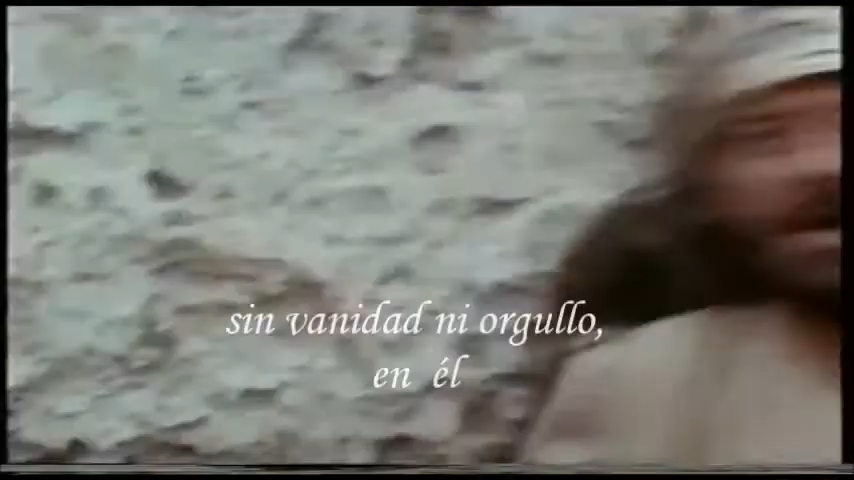 sin vanidad ni orgullo,
en él